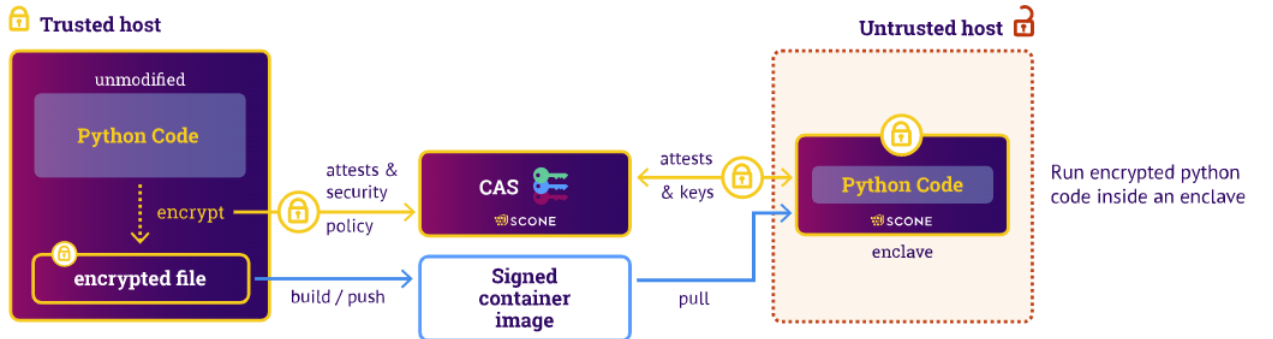 Trusted host
unmodified
Python Code
encrypt
encrypted file
attests &
security
policy
build / push
CAS
SCONE
Signed
container
image
attests
& keys
pull
Untrusted host
Python Code
SCONE
enclave
Run encrypted python
code inside an enclave